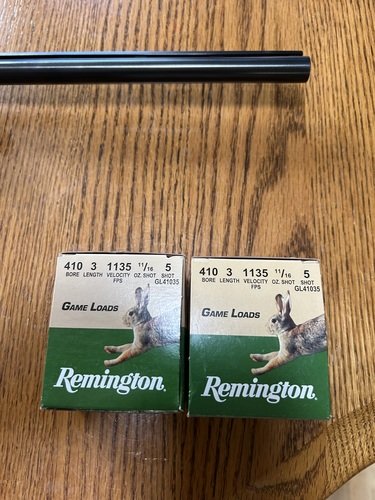 410 3 1135 11/16 5
BORE LENGTH VELOCITY OZ. SHOT SHOT
FPS GL41035
GAME LOADS
Remington.
410 3 1135 11/16 5
BORE LENGTH VELOCITY OZ. SHOT SHOT
FPS GL41035
GAME LOADS
Remington.